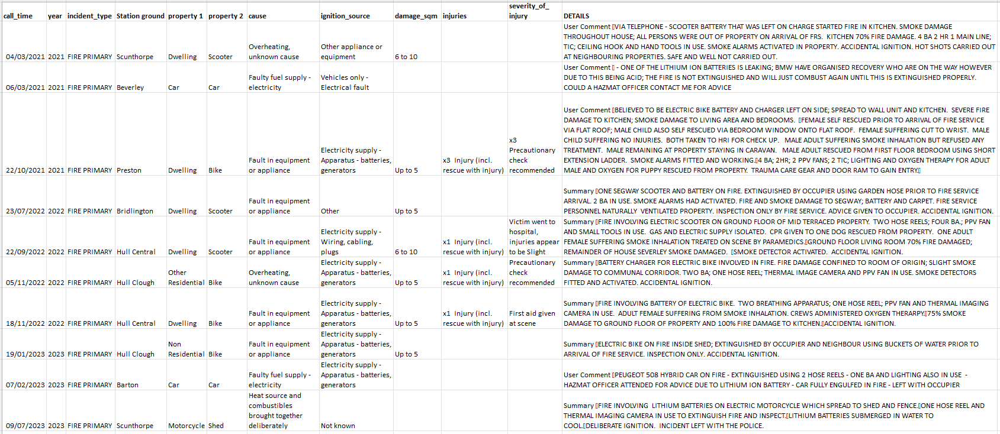 call_time year incident_type Station ground property 1 property 2 cause ignition_source damage_sqm injuries severity_of_injury DETAILS
04/03/2021 2021 FIRE PRIMARY Scunthorpe Dwelling Scooter Overheating, unknown cause Other appliance or equipment 6 to 10
User Comment VIA TELEPHONE - SCOOTER BATTERY THAT WAS LEFT ON CHARGE STARTED FIRE IN KITCHEN. SMOKE DAMAGE
THROUGHOUT HOUSE; ALL PERSONS WERE OUT OF PROPERTY ON ARRIVAL OF FRS. KITCHEN 70% FIRE DAMAGE. 4 BA 2 HR 1 MAIN LINE;
TIC; CEILING HOOK AND HAND TOOLS IN USE. SMOKE ALARMS ACTIVATED IN PROPERTY. ACCIDENTAL IGNITION. HOT SHOTS CARRIED OUT
AT NEIGHBOURING PROPERTIES. SAFE AND WELL NOT CARRIED OUT.
06/03/2021 2021 FIRE PRIMARY Beverley Car Car Faulty fuel supply - electricity Vehicles only - Electrical fault
User Comment - ONE OF THE LITHIUM ION BATTERIES IS LEAKING; BMW HAVE ORGANISED RECOVERY WHO ARE ON THE WAY HOWEVER
DUE TO THIS BEING ACID; THE FIRE IS NOT EXTINGUISHED AND WILL JUST COMBUST AGAIN UNTIL THIS IS EXTINGUISHED PROPERLY.
COULD A HAZMAT OFFICER CONTACT ME FOR ADVICE
22/10/2021 2021 FIRE PRIMARY Preston Dwelling Bike Fault in equipment or appliance Electricity supply - Apparatus - batteries, generators Up to 5 x3 Injury (incl. rescue with injury) x3 Precautionary check recommended
User Comment BELIEVED TO BE ELECTRIC BIKE BATTERY AND CHARGER LEFT ON SIDE; SPREAD TO WALL UNIT AND KITCHEN. SEVERE FIRE
DAMAGE TO KITCHEN; SMOKE DAMAGE TO LIVING AREA AND BEDROOMS. FEMALE SELF RESCUED PRIOR TO ARRIVAL OF FIRE SERVICE
VIA FLAT ROOF; MALE CHILD ALSO SELF RESCUED VIA BEDROOM WINDOW ONTO FLAT ROOF. FEMALE SUFFERING CUT TO WRIST. MALE
CHILD SUFFERING NO INJURIES. BOTH TAKEN TO HRI FOR CHECK UP. MALE ADULT SUFFERING SMOKE INHALATION BUT REFUSED ANY
TREATMENT. MALE REMAINING AT PROPERTY STAYING IN CARAVAN. MALE ADULT RESCUED FROM FIRST FLOOR BEDROOM USING SHORT
EXTENSION LADDER. SMOKE ALARMS FITTED AND WORKING. 4 BA; 2HR; 2 PPV FANS; 2 TIC; LIGHTING AND OXYGEN THERAPY FOR ADULT
MALE AND OXYGEN FOR PUPPY RESCUED FROM PROPERTY. TRAUMA CARE GEAR AND DOOR RAM TO GAIN ENTRY.
23/07/2022 2022 FIRE PRIMARY Bridlington Dwelling Scooter Fault in equipment or appliance Other Up to 5
Summary ONE SEGWAY SCOOTER AND BATTERY ON FIRE. EXTINGUISHED BY OCCUPIER USING GARDEN HOSE PRIOR TO FIRE SERVICE
ARRIVAL. 2 BA IN USE. SMOKE ALARMS HAD ACTIVATED. FIRE AND SMOKE DAMAGE TO SEGWAY; BATTERY AND CARPET. FIRE SERVICE
PERSONNEL NATURALLY VENTILATED PROPERTY. INSPECTION ONLY BY FIRE SERVICE. ADVICE GIVEN TO OCCUPIER. ACCIDENTAL IGNITION.
22/09/2022 2022 FIRE PRIMARY Hull Central Dwelling Scooter Fault in equipment or appliance Electricity supply - Wiring, cabling, plugs 6 to 10 x1 Injury (incl. rescue with injury) Victim went to hospital, injuries appear to be Slight
Summary FIRE INVOLVING ELECTRIC SCOOTER ON GROUND FLOOR OF MID TERRACED PROPERTY. TWO HOSE REELS; FOUR BA,; PPV FAN
AND SMALL TOOLS IN USE. GAS AND ELECTRIC SUPPLY ISOLATED. CPR GIVEN TO ONE DOG RESCUED FROM PROPERTY. ONE ADULT
FEMALE SUFFERING SMOKE INHALATION TREATED ON SCENE BY PARAMEDICS. GROUND FLOOR LIVING ROOM 70% FIRE DAMAGED;
REMAINDER OF HOUSE SEVERLEY SMOKE DAMAGED. SMOKE DETECTOR ACTIVATED. ACCIDENTAL IGNITION.
05/11/2022 2022 FIRE PRIMARY Hull Clough Other Residential Bike Overheating, unknown cause Electricity supply - Apparatus - batteries, generators Up to 5 x1 Injury (incl. rescue with injury) Precautionary check recommended
Summary BATTERY CHARGER FOR ELECTRIC BIKE INVOLVED IN FIRE. FIRE DAMAGE CONFINED TO ROOM OF ORIGIN; SLIGHT SMOKE
DAMAGE TO COMMUNAL CORRIDOR. TWO BA; ONE HOSE REEL; THERMAL IMAGE CAMERA AND PPV FAN IN USE. SMOKE DETECTORS
FITTED AND ACTIVATED. ACCIDENTAL IGNITION.
18/11/2022 2022 FIRE PRIMARY Hull Central Dwelling Bike Fault in equipment or appliance Electricity supply - Apparatus - batteries, generators Up to 5 x1 Injury (incl. rescue with injury) First aid given at scene
Summary FIRE INVOLVING BATTERY OF ELECTRIC BIKE. TWO BREATHING APPARATUS; ONE HOSE REEL; PPV FAN AND THERMAL IMAGING
CAMERA IN USE. ADULT FEMALE SUFFERING FROM SMOKE INHALATION. CREWS ADMINISTERED OXYGEN THERARPY. 75% SMOKE
DAMAGE TO GROUND FLOOR OF PROPERTY AND 100% FIRE DAMAGE TO KITCHEN. ACCIDENTAL IGNITION.
19/01/2023 2023 FIRE PRIMARY Hull Clough Non Residential Bike Fault in equipment or appliance Electricity supply - Apparatus - batteries, generators Up to 5
Summary ELECTRIC BIKE ON FIRE INSIDE SHED; EXTINGUISHED BY OCCUPIER AND NEIGHBOUR USING BUCKETS OF WATER PRIOR TO
ARRIVAL OF FIRE SERVICE. INSPECTION ONLY. ACCIDENTAL IGNITION.
07/02/2023 2023 FIRE PRIMARY Barton Car Car Faulty fuel supply - electricity Electricity supply - Apparatus - batteries, generators
User Comment PEUGEOT 508 HYBRID CAR ON FIRE - EXTINGUISHED USING 2 HOSE REELS - ONE BA AND LIGHTING ALSO IN USE -
HAZMAT OFFICER ATTENDED FOR ADVICE DUE TO LITHIUM ION BATTERY - CAR FULLY ENGULFED IN FIRE - LEFT WITH OCCUPIER
09/07/2023 2023 FIRE PRIMARY Scunthorpe Motorcycle Shed Heat source and combustibles brought together deliberately Not known
Summary FIRE INVOLVING LITHIUM BATTERIES ON ELECTRIC MOTORCYCLE WHICH SPREAD TO SHED AND FENCE. ONE HOSE REEL AND
THERMAL IMAGING CAMERA IN USE TO EXTINGUISH FIRE AND INSPECT. LITHIUM BATTERIES SUBMERGED IN WATER TO
COOL. DELIBERATE IGNITION. INCIDENT LEFT WITH THE POLICE.